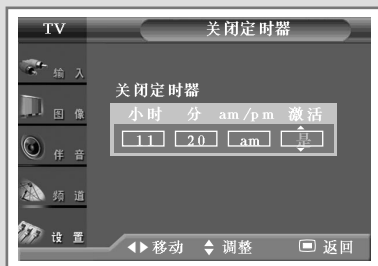 TV 关闭定时器
输入
图像
伴音
频道
设置
关闭定时器
小时 分 am/pm 激活
11 20 am 是
移动 调整 返回